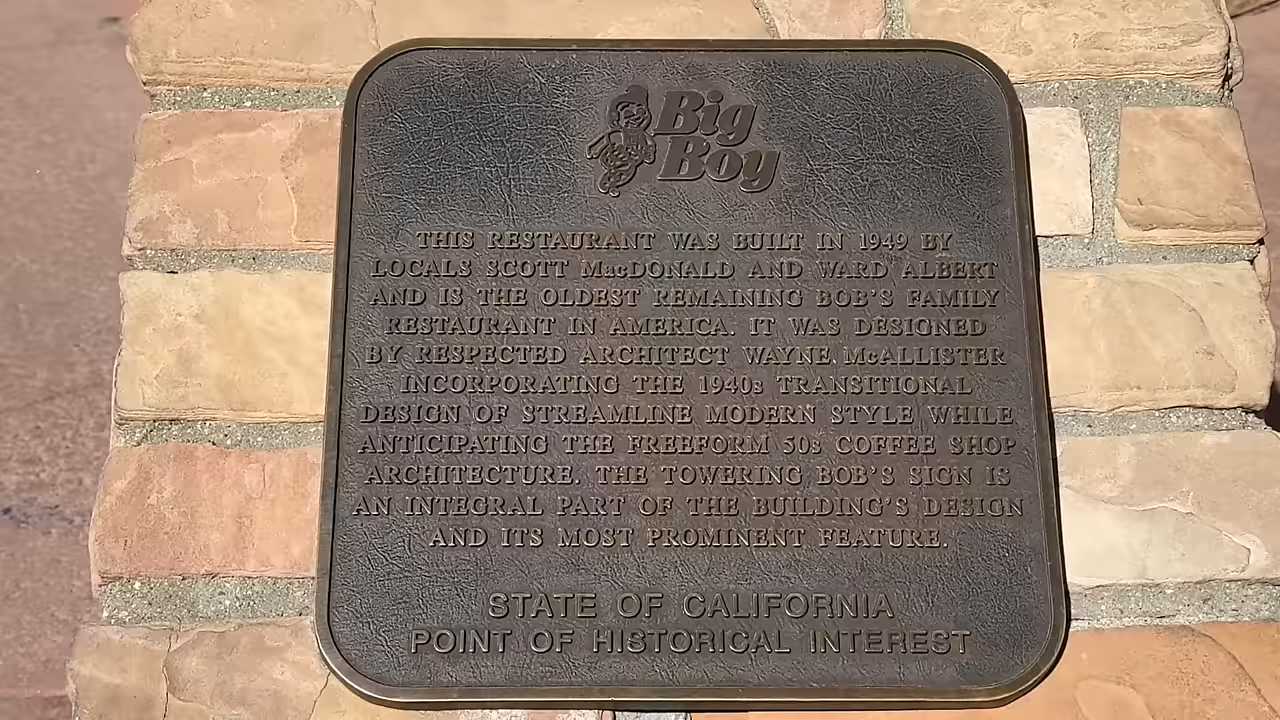 Big
Boy
THIS RESTAURANT WAS BUILT IN 1949 BY
LOCALS SCOTT MacDONALD AND WARD ALBERT
AND IS THE OLDEST REMAINING BOB'S FAMILY
RESTAURANT IN AMERICA. IT WAS DESIGNED
BY RESPECTED ARCHITECT WAYNE McALLISTER
INCORPORATING THE 1940s TRANSITIONAL
DESIGN OF STREAMLINE MODERN STYLE WHILE
ANTICIPATING THE FREEFORM 50s COFFEE SHOP
ARCHITECTURE. THE TOWERING BOB'S SIGN IS
AN INTEGRAL PART OF THE BUILDING'S DESIGN
AND ITS MOST PROMINENT FEATURE.
STATE OF CALIFORNIA
POINT OF HISTORICAL INTEREST